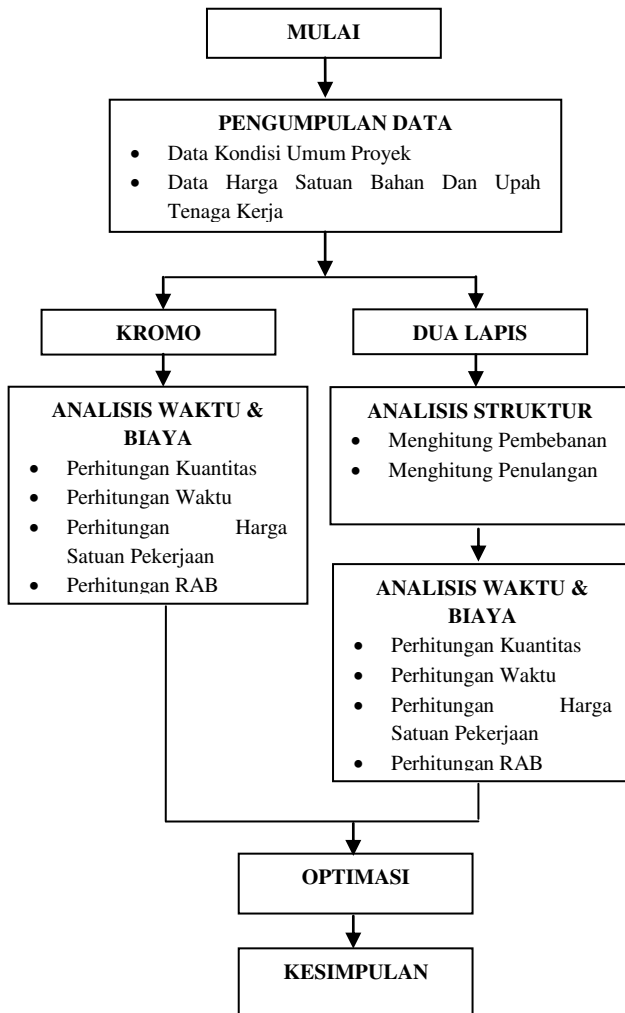 MULAI
PENGUMPULAN DATA
• Data Kondisi Umum Proyek
• Data Harga Satuan Bahan Dan Upah
Tenaga Kerja
KROMO
DUA LAPIS
ANALISIS WAKTU &
BIAYA
• Perhitungan Kuantitas
• Perhitungan Waktu
• Perhitungan Harga
Satuan Pekerjaan
• Perhitungan RAB
ANALISIS STRUKTUR
• Menghitung Pembebanan
• Menghitung Penulangan
ANALISIS WAKTU &
BIAYA
• Perhitungan Kuantitas
• Perhitungan Waktu
• Perhitungan Harga
Satuan Pekerjaan
• Perhitungan RAB
OPTIMASI
KESIMPULAN